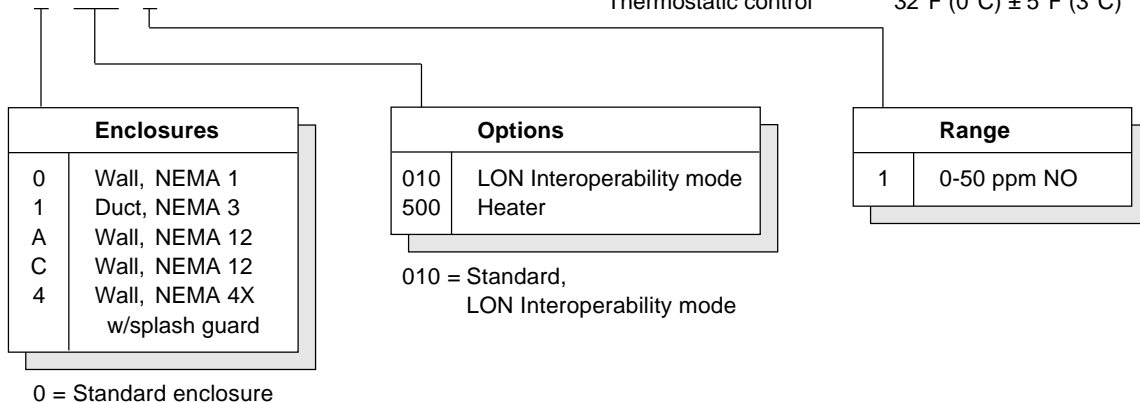 Thermostatic control 32°F (0°C) ± 5°F (3°C)
Enclosures
0 Wall, NEMA 1
1 Duct, NEMA 3
A Wall, NEMA 12
C Wall, NEMA 12
4 Wall, NEMA 4X
w/splash guard
0 = Standard enclosure
Options
010 LON Interoperability mode
500 Heater
010 = Standard,
LON Interoperability mode
Range
1 0-50 ppm NO